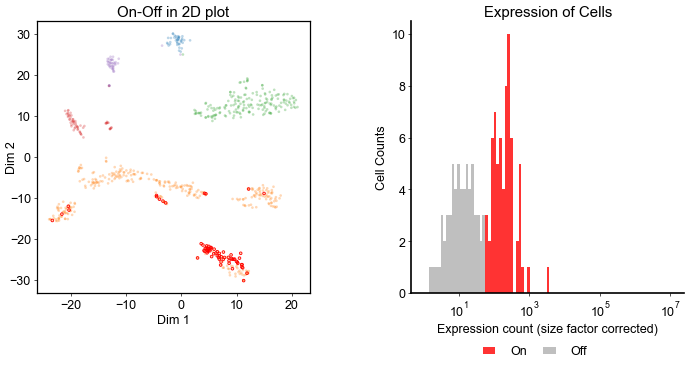 On-Off in 2D plot
30
20
10
0
−10
−20
−30
Dim 2
−20 −10 0 10 20
Dim 1
Expression of Cells
10
8
6
4
2
0
Cell Counts
10^1 10^3 10^5 10^7
Expression count (size factor corrected)
On Off